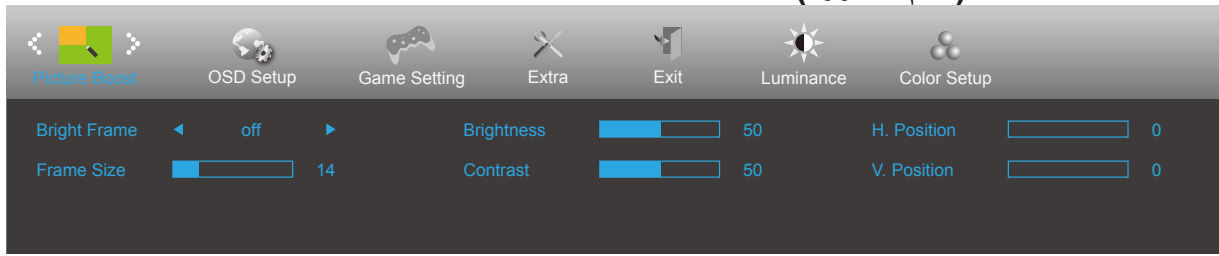 Picture Boost OSD Setup Game Setting Extra Exit Luminance Color Setup
Bright Frame off Brightness 50 H. Position 0
Frame Size 14 Contrast 50 V. Position 0